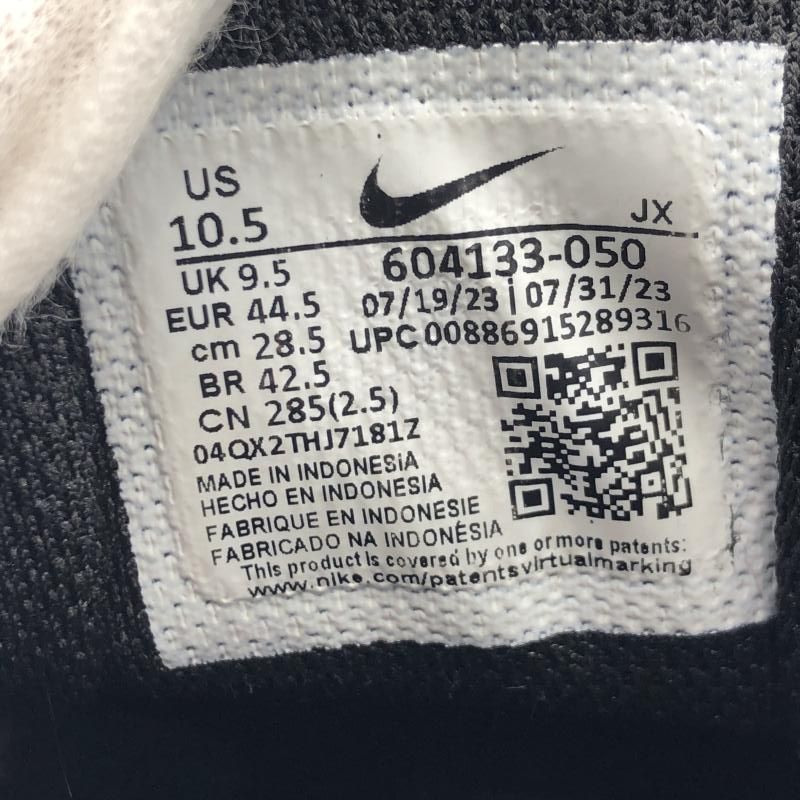 US
10.5
JX
UK 9.5
604133-050
EUR 44.5
07/19/23 | 07/31/23
cm 28.5
UPC 00886915289316
BR 42.5
CN 285(2.5)
04QX2THJ7181Z
MADE IN INDONESIA
HECHO EN INDONESIA
FABRIQUE EN INDONESIE
FABRICADO NA INDONÉSIA
This product is covered by one or more patents:
www.nike.com/patentsvirtualmarking